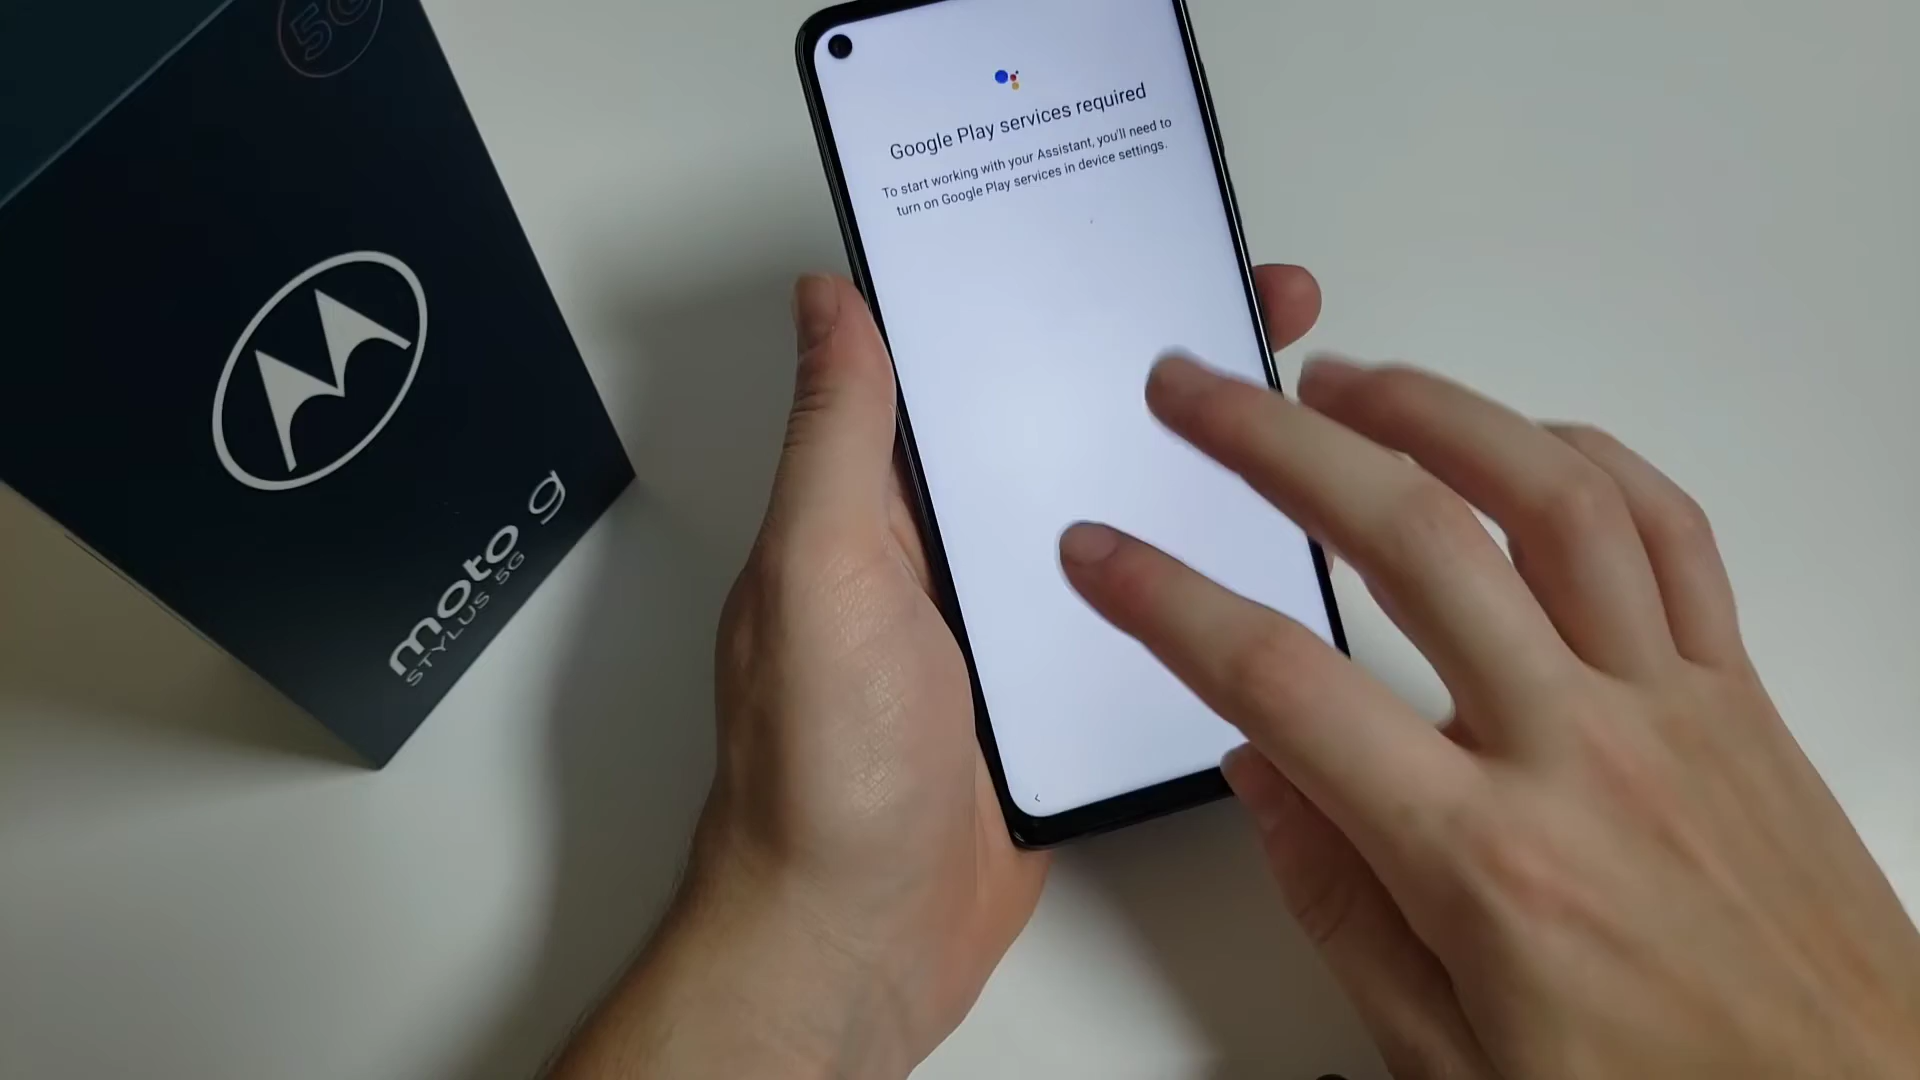 5G
moto g
STYLUS 5G
Google Play services required
To start working with your Assistant, you'll need to
turn on Google Play services in device settings.